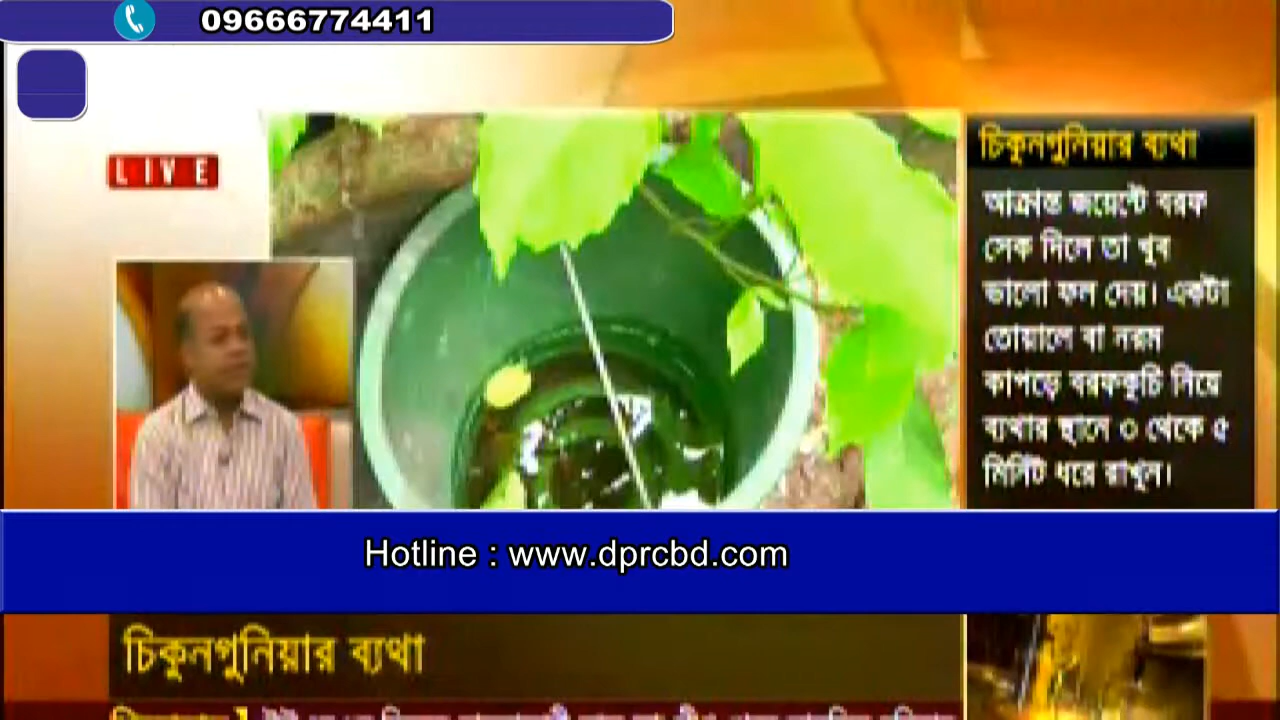 09666774411
LIVE
চিকুনগুনিয়ার ব্যথা
আক্রান্ত জয়েন্টে বরফ
সেক দিলে তা খুব
ভালো ফল দেয়। একটা
তোয়ালে বা নরম
কাপড়ে বরফকুচি নিয়ে
ব্যথার স্থানে ৩ থেকে ৫
মিনিট ধরে রাখুন।
Hotline : www.dprcbd.com
চিকুনগুনিয়ার ব্যথা